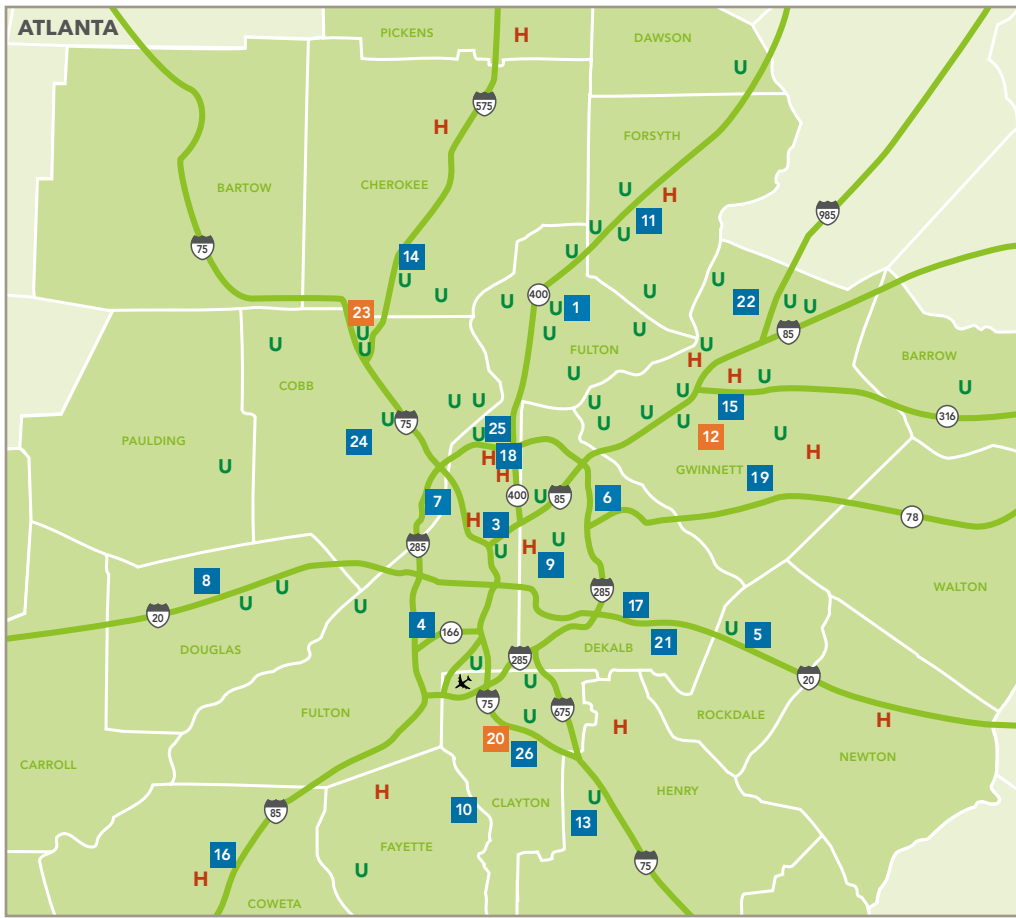 ATLANTA
PICKENS
H
DAWSON
U
575
H
FORSYTH
BARTOW
CHEROKEE
U
H
11
985
U
U
75
14
U
U
U
U
U
400
U
1
U
22
U
U
23
U
U
U
U
85
U
FULTON
U
H
BARROW
U
H
U
COBB
U
U
316
U
U
U
U
15
U
75
U
U
25
U
12
U
PAULDING
24
18
H
U
H
H
GWINNETT
19
7
400
U
85
6
78
H
3
285
U
H
U
9
8
U
285
WALTON
U
U
17
20
4
166
U
5
DOUGLAS
285
DEKALB
21
U
20
U
75
675
FULTON
U
ROCKDALE
H
H
20
26
NEWTON
CARROLL
H
U
HENRY
85
10
CLAYTON
13
FAYETTE
16
75
H
U
COWETA